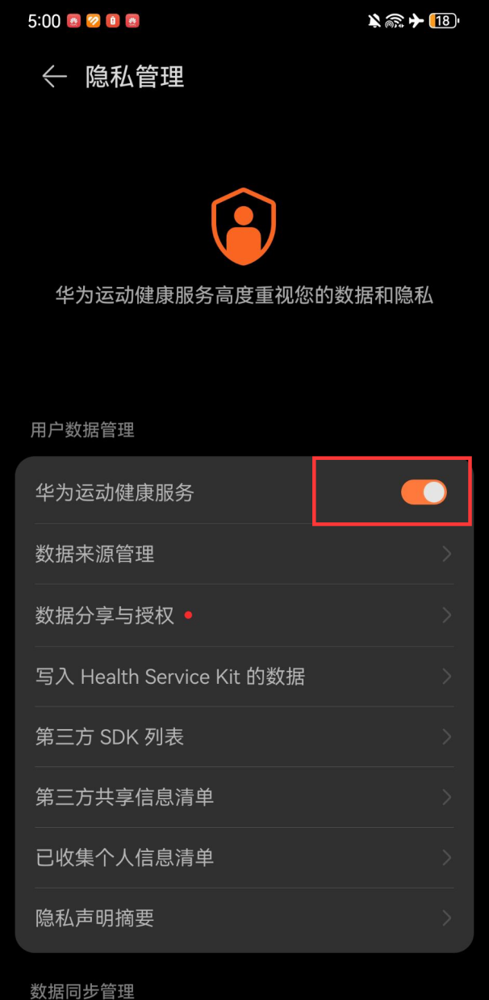 5:00
18
隐私管理
华为运动健康服务高度重视您的数据和隐私
用户数据管理
华为运动健康服务
数据来源管理
数据分享与授权
写入 Health Service Kit 的数据
第三方 SDK 列表
第三方共享信息清单
已收集个人信息清单
隐私声明摘要
数据同步管理